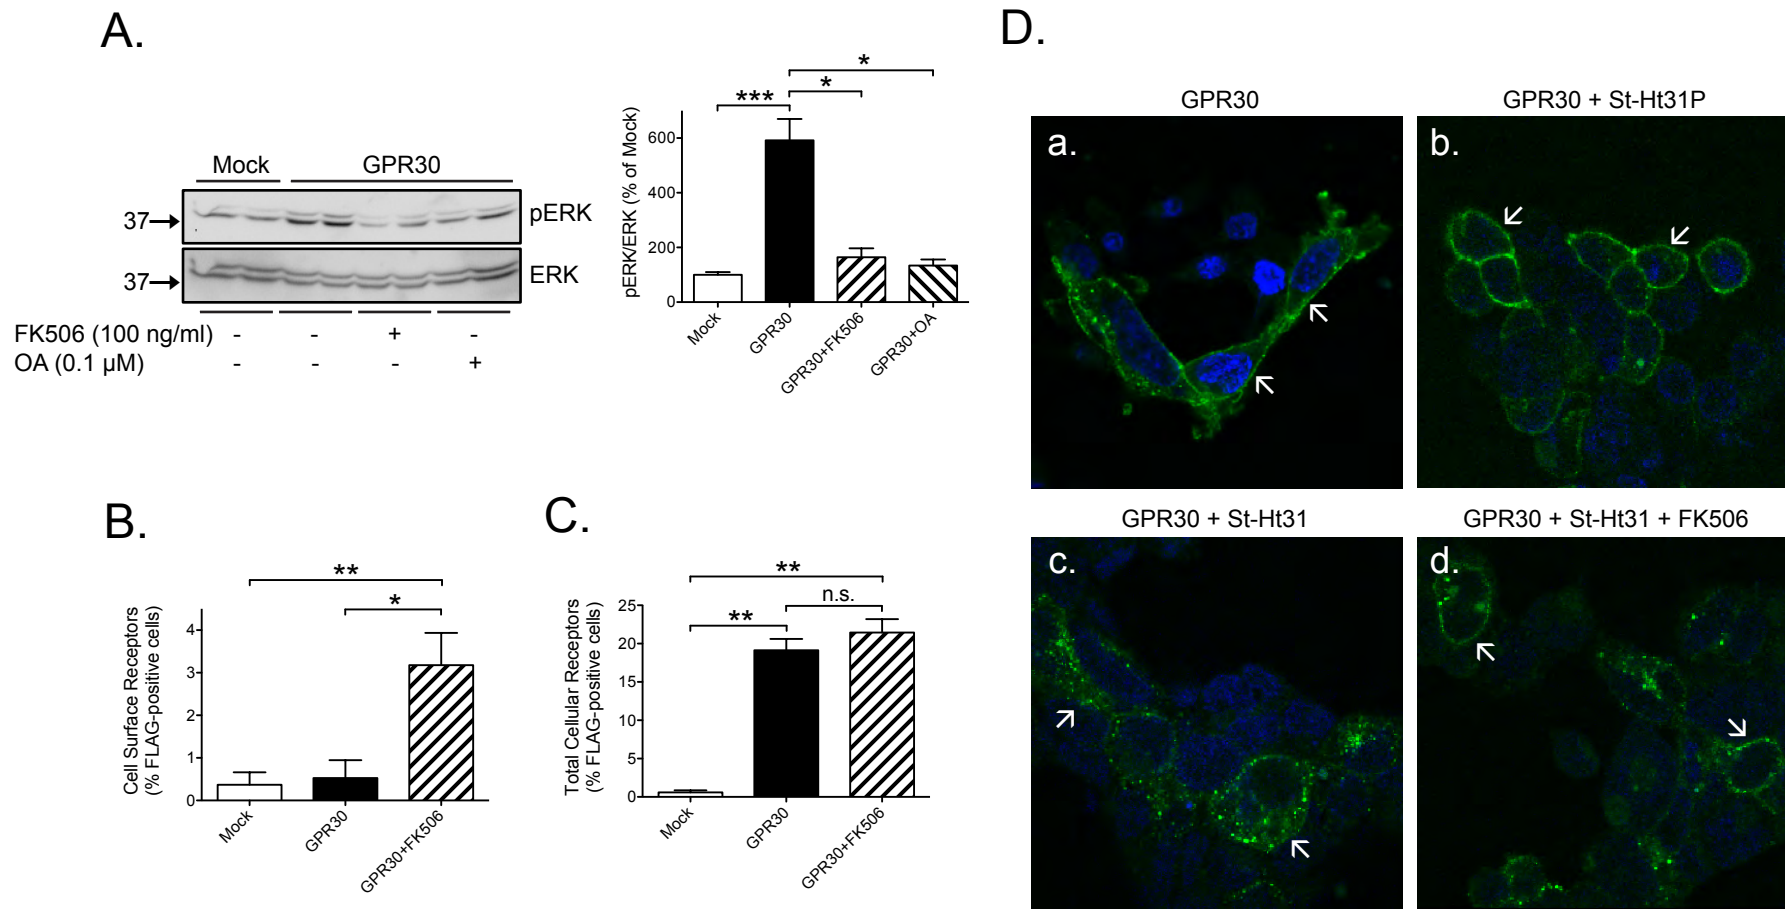 A.
Mock GPR30
37 pERK
37 ERK
FK506 (100 ng/ml) - - + -
OA (0.1 µM) - - - +
pERK/ERK (% of Mock)
600
400
200
0
*** * *
Mock GPR30 GPR30+FK506 GPR30+OA
B.
Cell Surface Receptors
(% FLAG-positive cells)
4
3
2
1
0
**
*
Mock GPR30 GPR30+FK506
C.
Total Cellular Receptors
(% FLAG-positive cells)
25
20
15
10
5
0
**
n.s.
**
Mock GPR30 GPR30+FK506
D.
GPR30 GPR30 + St-Ht31P
a. b.
GPR30 + St-Ht31 GPR30 + St-Ht31 + FK506
c. d.